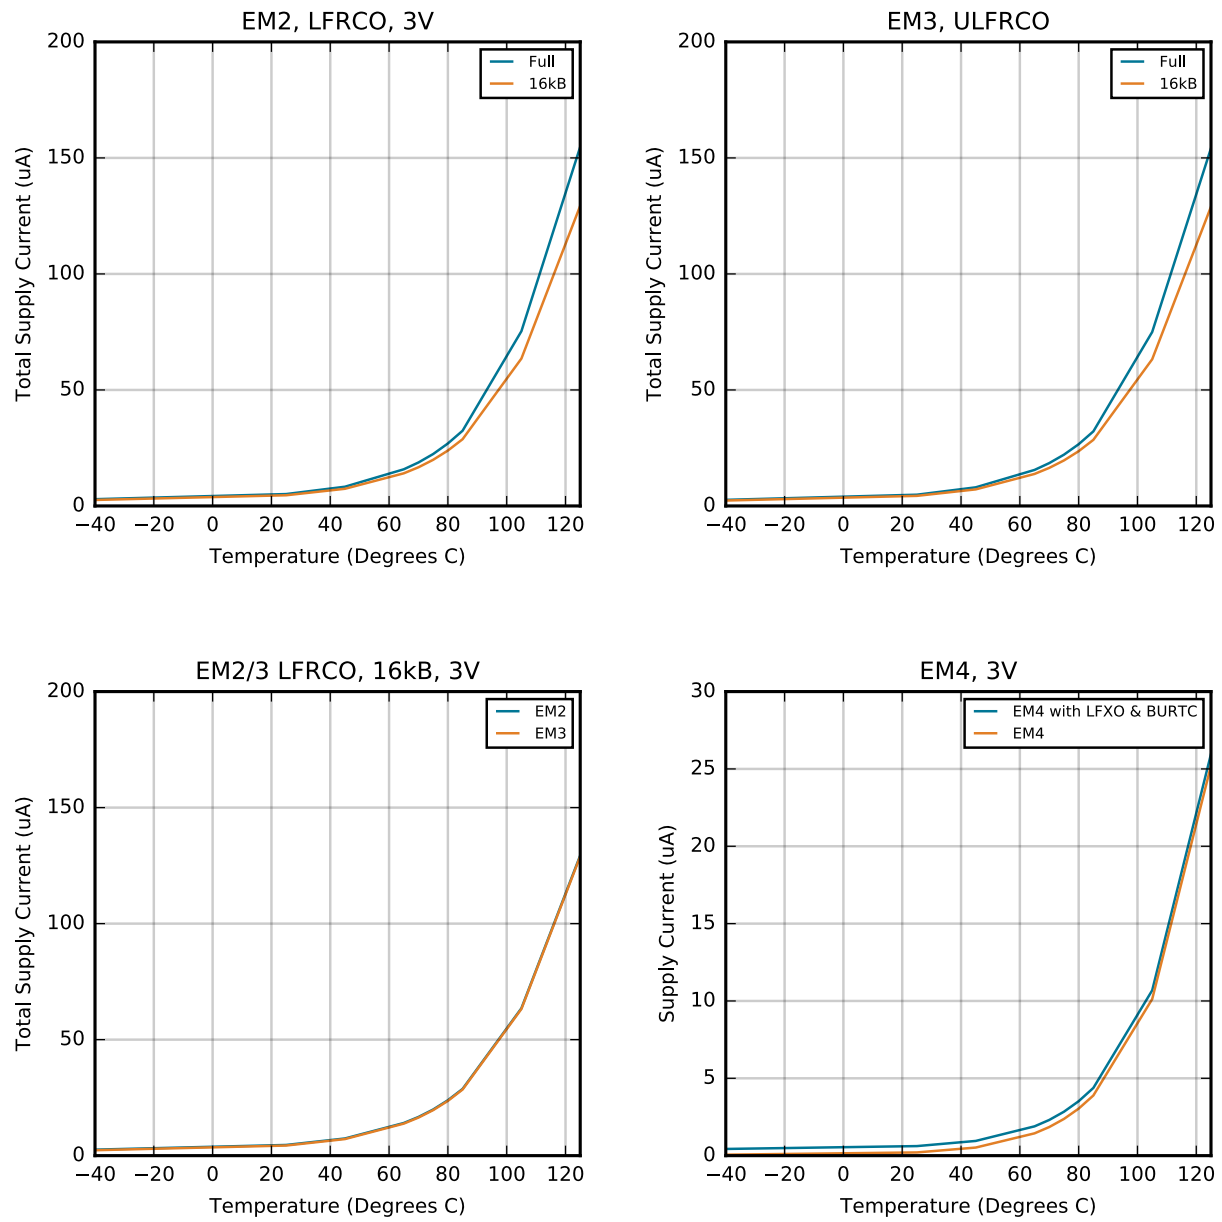 EM2, LFRCO, 3V
200
150
100
50
0
Total Supply Current (uA)
Full
16kB
−40 −20 0 20 40 60 80 100 120
Temperature (Degrees C)
EM3, ULFRCO
200
150
100
50
0
Total Supply Current (uA)
Full
16kB
−40 −20 0 20 40 60 80 100 120
Temperature (Degrees C)
EM2/3 LFRCO, 16kB, 3V
200
150
100
50
0
Total Supply Current (uA)
EM2
EM3
−40 −20 0 20 40 60 80 100 120
Temperature (Degrees C)
EM4, 3V
30
25
20
15
10
5
0
Supply Current (uA)
EM4 with LFXO & BURTC
EM4
−40 −20 0 20 40 60 80 100 120
Temperature (Degrees C)